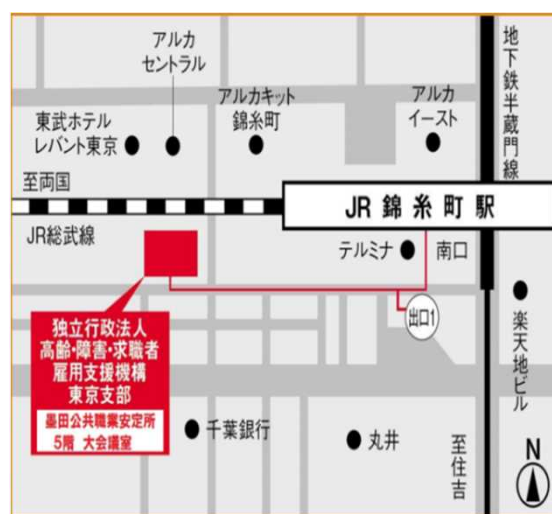 アルカ
セントラル
アルカキット
錦糸町
アルカ
イースト
地下鉄半蔵門線
東武ホテル
レバント東京
至両国
JR錦糸町駅
JR総武線
テルミナ
南口
出口1
楽天地ビル
独立行政法人
高齢・障害・求職者
雇用支援機構
東京支部
墨田公共職業安定所
5階 大会議室
千葉銀行
丸井
至住吉
N